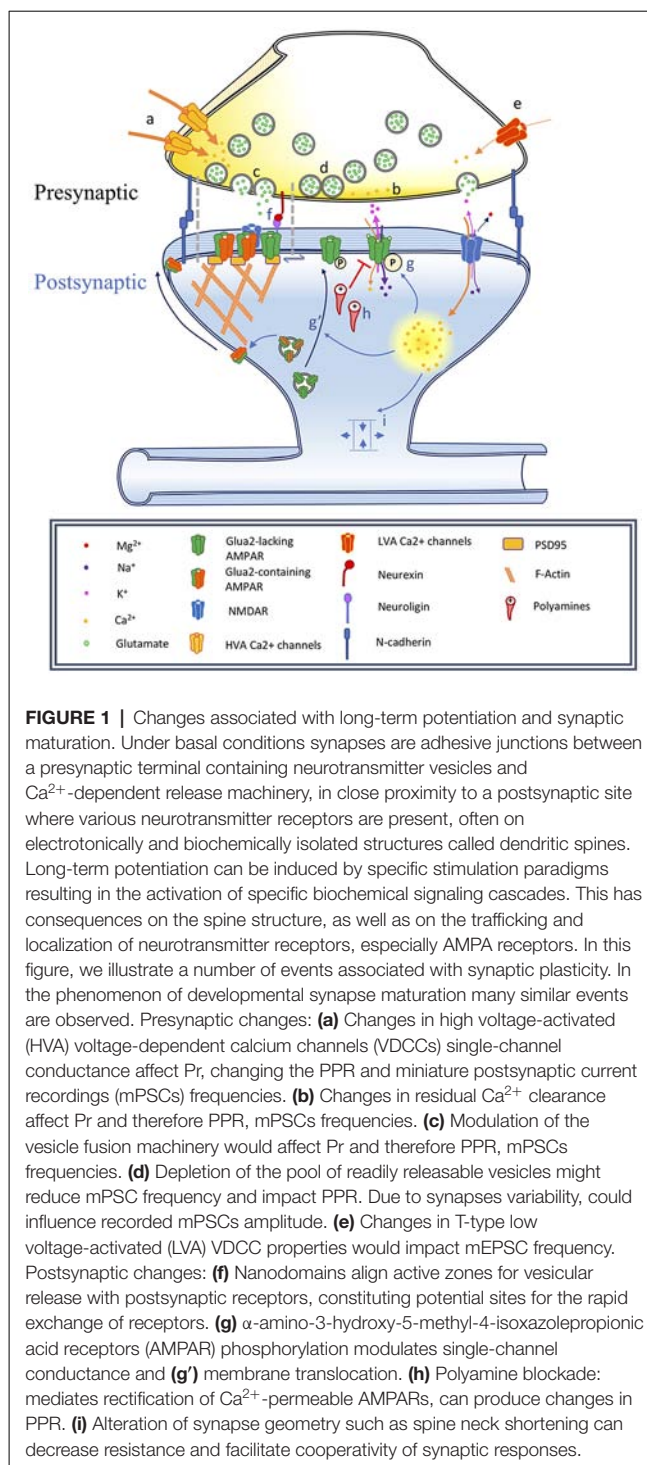 a
e
c
d
b
Presynaptic
f
Postsynaptic
P
P
g
g'
h
i
Mg²⁺
Na⁺
K⁺
Ca²⁺
Glutamate
Glua2-lacking
AMPAR
Glua2-containing
AMPAR
NMDAR
HVA Ca2+ channels
LVA Ca2+ channels
Neurexin
Neuroligin
N-cadherin
PSD95
F-Actin
Polyamines
FIGURE 1 | Changes associated with long-term potentiation and synaptic
maturation. Under basal conditions synapses are adhesive junctions between
a presynaptic terminal containing neurotransmitter vesicles and
Ca²⁺-dependent release machinery, in close proximity to a postsynaptic site
where various neurotransmitter receptors are present, often on
electrotonically and biochemically isolated structures called dendritic spines.
Long-term potentiation can be induced by specific stimulation paradigms
resulting in the activation of specific biochemical signaling cascades. This has
consequences on the spine structure, as well as on the trafficking and
localization of neurotransmitter receptors, especially AMPA receptors. In this
figure, we illustrate a number of events associated with synaptic plasticity. In
the phenomenon of developmental synapse maturation many similar events
are observed. Presynaptic changes: (a) Changes in high voltage-activated
(HVA) voltage-dependent calcium channels (VDCCs) single-channel
conductance affect Pr, changing the PPR and miniature postsynaptic current
recordings (mPSCs) frequencies. (b) Changes in residual Ca²⁺ clearance
affect Pr and therefore PPR, mPSCs frequencies. (c) Modulation of the
vesicle fusion machinery would affect Pr and therefore PPR, mPSCs
frequencies. (d) Depletion of the pool of readily releasable vesicles might
reduce mPSC frequency and impact PPR. Due to synapses variability, could
influence recorded mPSCs amplitude. (e) Changes in T-type low
voltage-activated (LVA) VDCC properties would impact mEPSC frequency.
Postsynaptic changes: (f) Nanodomains align active zones for vesicular
release with postsynaptic receptors, constituting potential sites for the rapid
exchange of receptors. (g) α-amino-3-hydroxy-5-methyl-4-isoxazolepropionic
acid receptors (AMPAR) phosphorylation modulates single-channel
conductance and (g′) membrane translocation. (h) Polyamine blockade:
mediates rectification of Ca²⁺-permeable AMPARs, can produce changes in
PPR. (i) Alteration of synapse geometry such as spine neck shortening can
decrease resistance and facilitate cooperativity of synaptic responses.